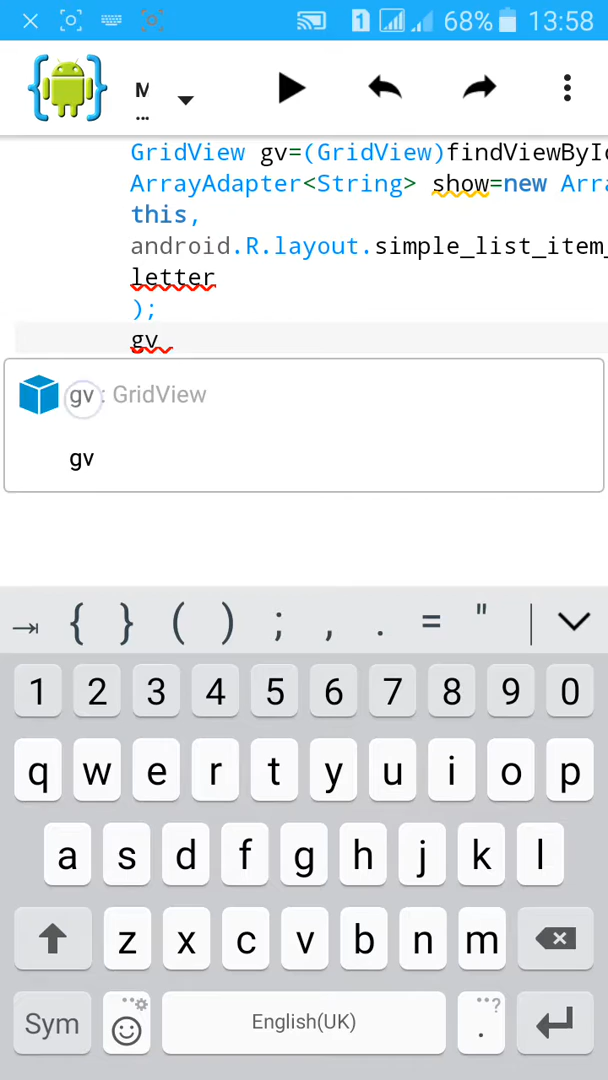 1 68% 13:58
M
...
GridView gv=(GridView)findViewById
ArrayAdapter<String> show=new Arra
this,
android.R.layout.simple_list_item_
letter
);
gv
gv: GridView
gv
{ } ( ) ; , . = " |
1 2 3 4 5 6 7 8 9 0
q w e r t y u i o p
a s d f g h j k l
z x c v b n m
Sym English(UK) . ?